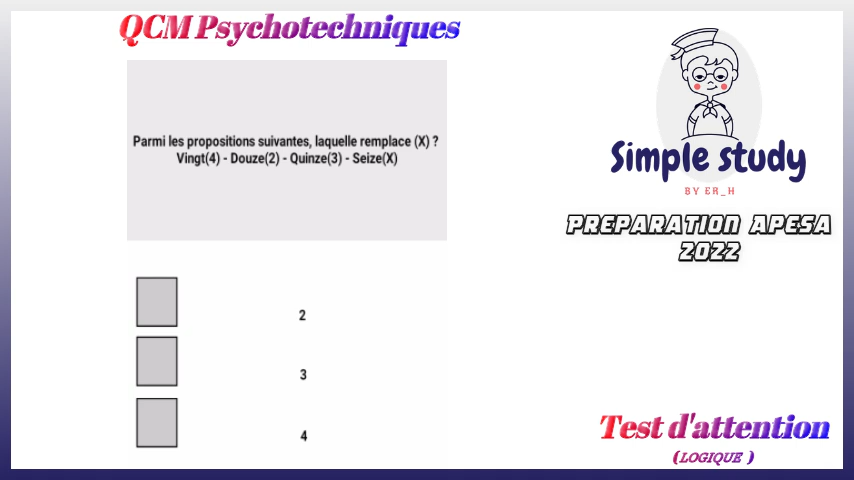 QCM Psychotechniques
Parmi les propositions suivantes, laquelle remplace (X) ?
Vingt(4) - Douze(2) - Quinze(3) - Seize(X)
2
3
4
Simple study
BY ER_H
PREPARATION APESA
2022
Test d'attention
(LOGIQUE )